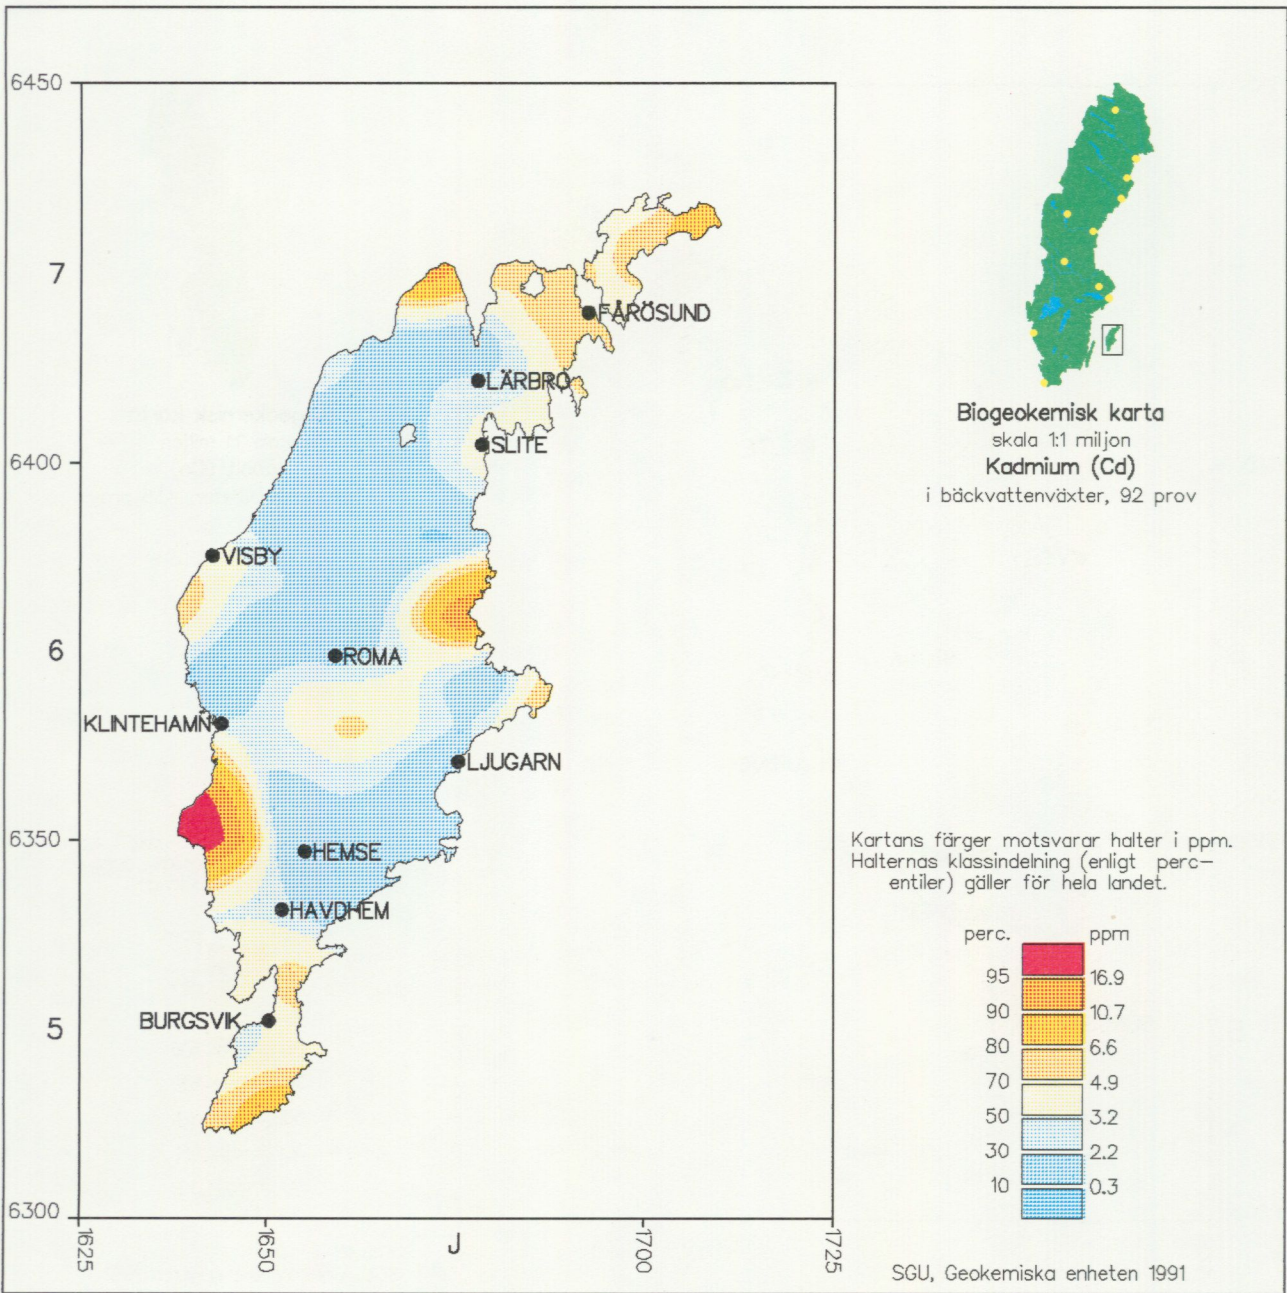 6450
7
FÅRÖSUND
LÄRBRO
SLITE
6400
VISBY
6
ROMA
KLINTEHAMN
LJUGARN
6350
HEMSE
HAVDHEM
5
BURGSVIK
6300
1625
1650
J
1700
1725
Biogeokemisk karta
skala 1:1 miljon
Kadmium (Cd)
i bäckvattenväxter, 92 prov
Kartans färger motsvarar halter i ppm.
Halternas klassindelning (enligt perc-
entiler) gäller för hela landet.
perc. ppm
95 16.9
90 10.7
80 6.6
70 4.9
50 3.2
30 2.2
10 0.3
SGU, Geokemiska enheten 1991